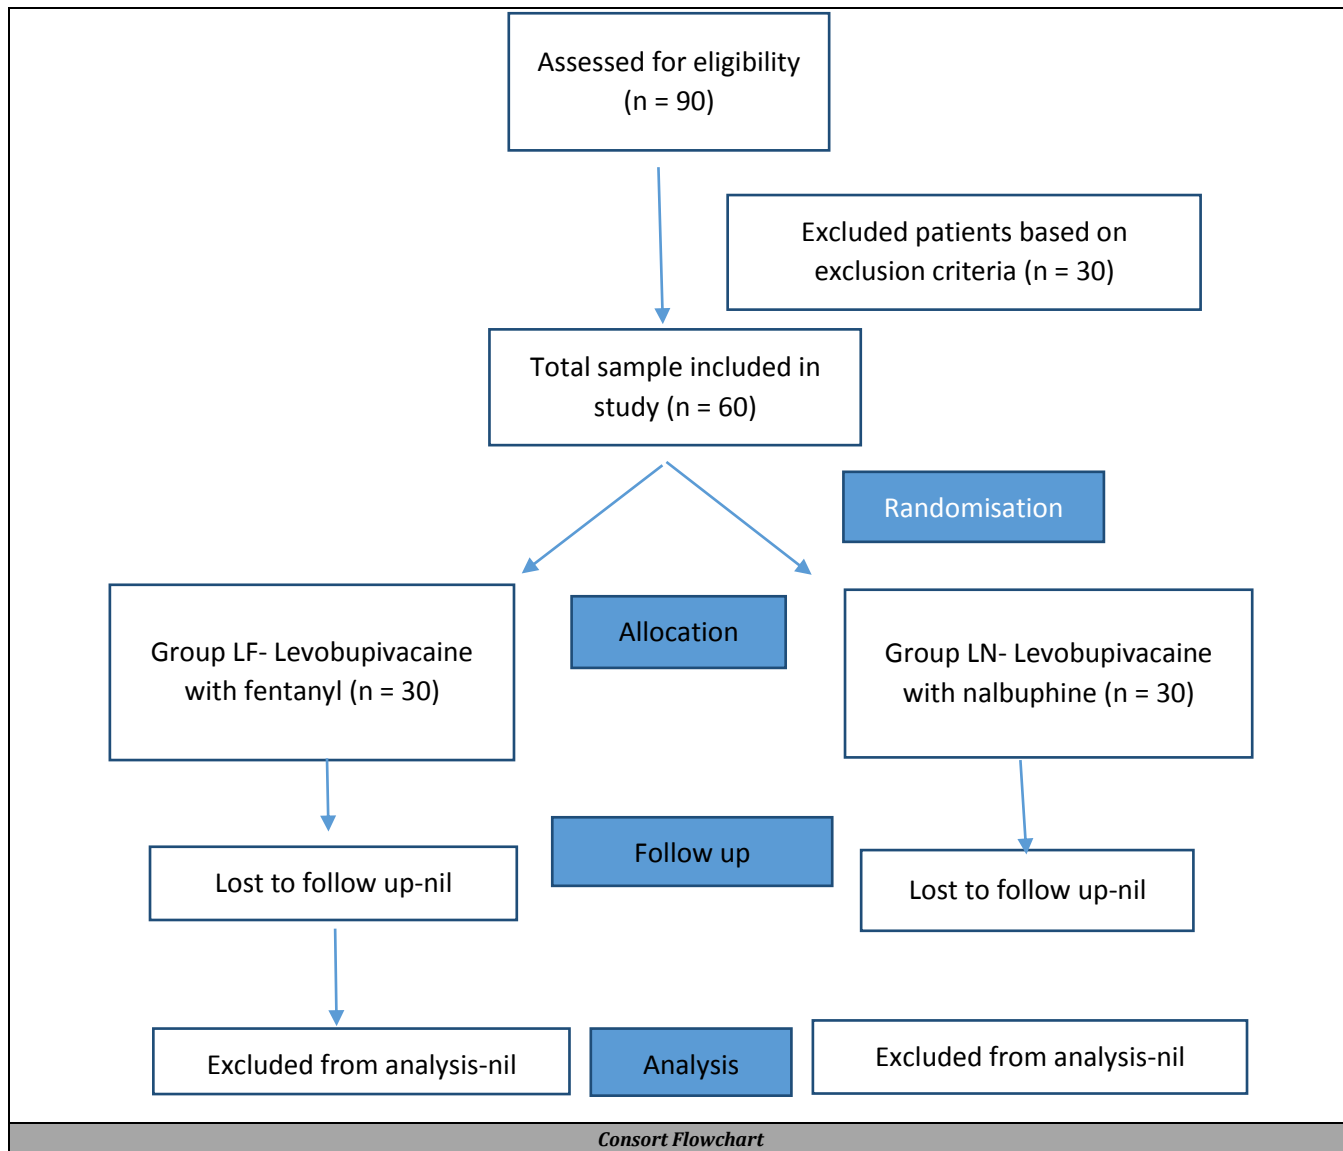 Assessed for eligibility
(n = 90)
Excluded patients based on
exclusion criteria (n = 30)
Total sample included in
study (n = 60)
Randomisation
Group LF- Levobupivacaine
with fentanyl (n = 30)
Allocation
Group LN- Levobupivacaine
with nalbuphine (n = 30)
Lost to follow up-nil
Follow up
Lost to follow up-nil
Excluded from analysis-nil
Analysis
Excluded from analysis-nil
Consort Flowchart